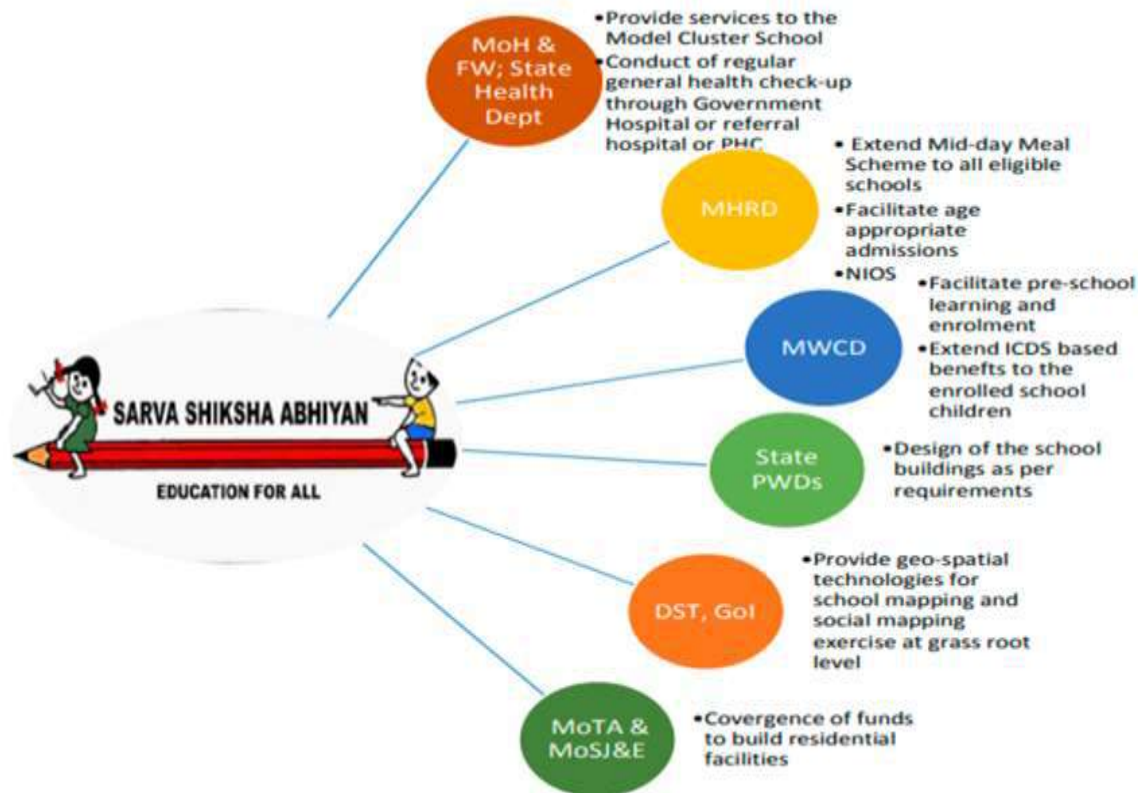 MoH &
FW; State
Health
Dept
•Provide services to the
Model Cluster School
•Conduct of regular
general health check-up
through Government
Hospital or referral
hospital or PHC
MHRD
• Extend Mid-day Meal
Scheme to all eligible
schools
•Facilitate age
appropriate
admissions
•NIOS
MWCD
•Facilitate pre-school
learning and
enrolment
•Extend ICDS based
benefts to the
enrolled school
children
SARVA SHIKSHA ABHIYAN
EDUCATION FOR ALL
State
PWDs
•Design of the school
buildings as per
requirements
DST, GoI
•Provide geo-spatial
technologies for
school mapping and
social mapping
exercise at grass root
level
MoTA &
MoSJ&E
•Covergence of funds
to build residential
facilities